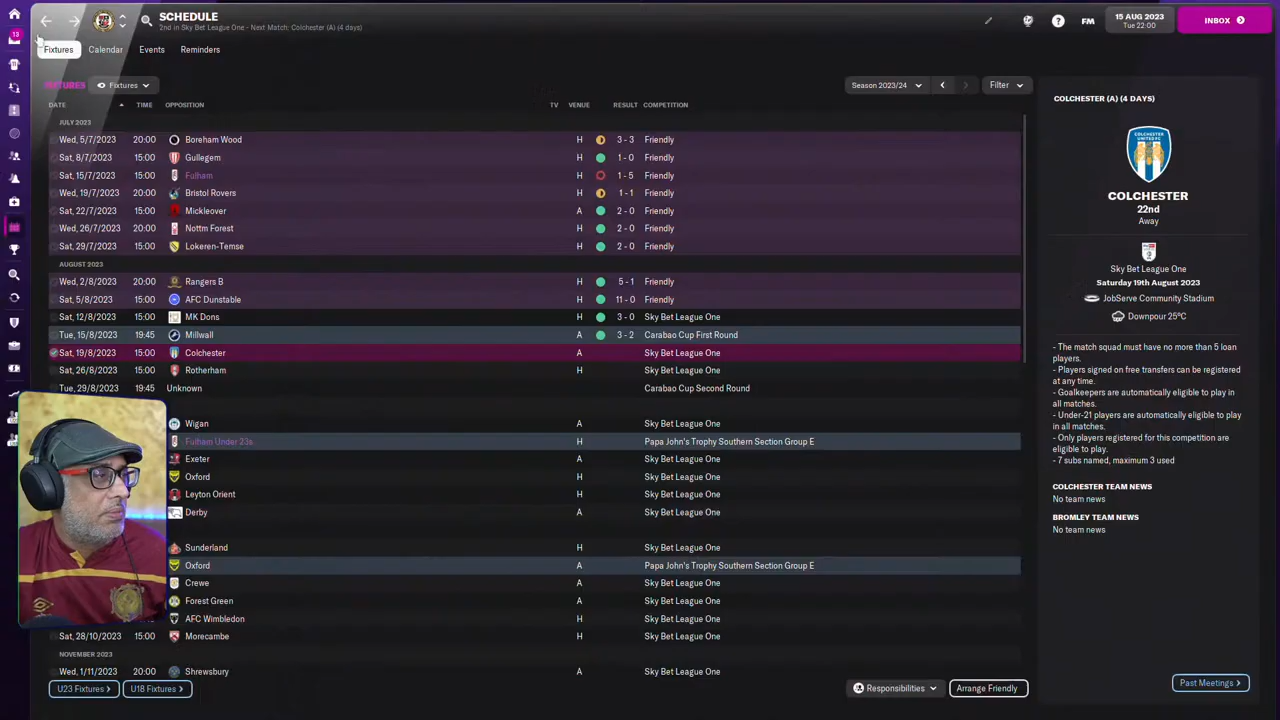 SCHEDULE
2nd in Sky Bet League One - Next Match: Colchester (A) (4 days)
15 AUG 2023
Tue 22:00
INBOX
FM
13
Fixtures Calendar Events Reminders
FIXTURES Fixtures Season 2023/24 Filter
DATE TIME OPPOSITION TV VENUE RESULT COMPETITION
JULY 2023
Wed, 5/7/2023 20:00 Boreham Wood H 3 - 3 Friendly
Sat, 8/7/2023 15:00 Gullegem H 1 - 0 Friendly
Sat, 15/7/2023 15:00 Fulham H 1 - 5 Friendly
Wed, 19/7/2023 20:00 Bristol Rovers H 1 - 1 Friendly
Sat, 22/7/2023 15:00 Mickleover A 2 - 0 Friendly
Wed, 26/7/2023 20:00 Nottm Forest H 2 - 0 Friendly
Sat, 29/7/2023 15:00 Lokeren-Temse H 2 - 0 Friendly
AUGUST 2023
Wed, 2/8/2023 20:00 Rangers B H 5 - 1 Friendly
Sat, 5/8/2023 15:00 AFC Dunstable H 11 - 0 Friendly
Sat, 12/8/2023 15:00 MK Dons H 3 - 0 Sky Bet League One
Tue, 15/8/2023 19:45 Millwall A 3 - 2 Carabao Cup First Round
Sat, 19/8/2023 15:00 Colchester A Sky Bet League One
Sat, 26/8/2023 15:00 Rotherham H Sky Bet League One
Tue, 29/8/2023 19:45 Unknown Carabao Cup Second Round
Wigan A Sky Bet League One
Fulham Under 23s H Papa John's Trophy Southern Section Group E
Exeter A Sky Bet League One
Oxford H Sky Bet League One
Leyton Orient H Sky Bet League One
Derby A Sky Bet League One
Sunderland H Sky Bet League One
Oxford A Papa John's Trophy Southern Section Group E
Crewe A Sky Bet League One
Forest Green A Sky Bet League One
AFC Wimbledon H Sky Bet League One
Sat, 28/10/2023 15:00 Morecambe H Sky Bet League One
NOVEMBER 2023
Wed, 1/11/2023 20:00 Shrewsbury A Sky Bet League One
U23 Fixtures > U18 Fixtures > Responsibilities Arrange Friendly
COLCHESTER (A) (4 DAYS)
COLCHESTER
22nd
Away
Sky Bet League One
Saturday 19th August 2023
JobServe Community Stadium
Downpour 25°C
- The match squad must have no more than 5 loan
players.
- Players signed on free transfers can be registered
at any time.
- Goalkeepers are automatically eligible to play in
all matches.
- Under-21 players are automatically eligible to play
in all matches.
- Only players registered for this competition are
eligible to play.
- 7 subs named, maximum 3 used
COLCHESTER TEAM NEWS
No team news
BROMLEY TEAM NEWS
No team news
Past Meetings >